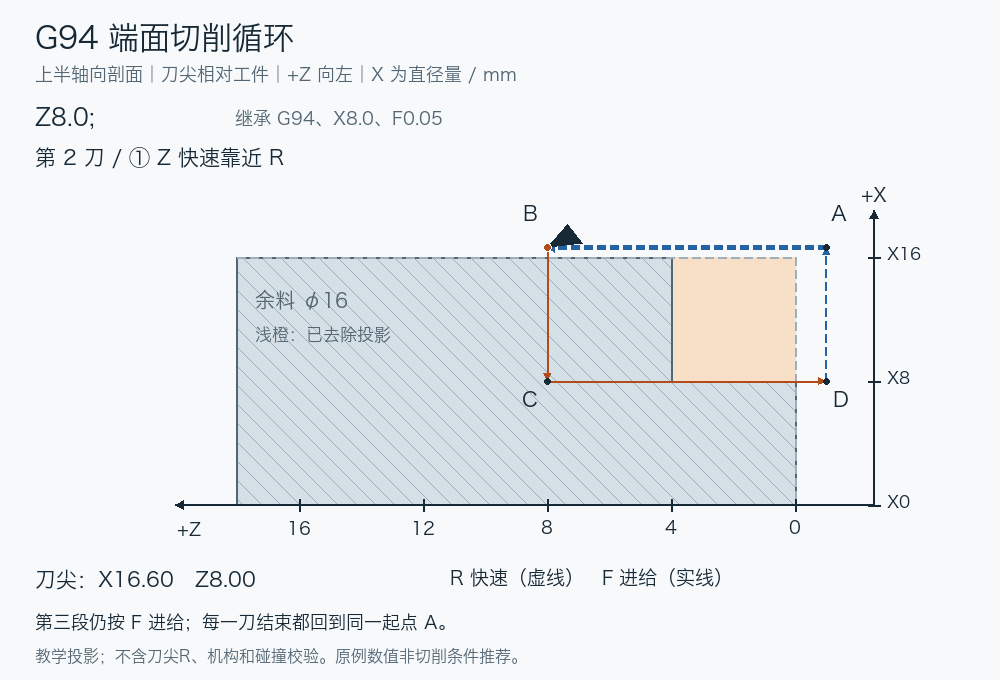 G94 端面切削循环
上半轴向剖面｜刀尖相对工件｜+Z 向左｜X 为直径量 / mm
Z8.0; 继承 G94、X8.0、F0.05
第 2 刀 / ① Z 快速靠近 R
+X
B A
X16
余料 φ16
浅橙：已去除投影
X8
C D
X0
+Z 16 12 8 4 0
刀尖：X16.60 Z8.00 R 快速（虚线） F 进给（实线）
第三段仍按 F 进给；每一刀结束都回到同一起点 A。
教学投影；不含刀尖R、机构和碰撞校验。原例数值非切削条件推荐。